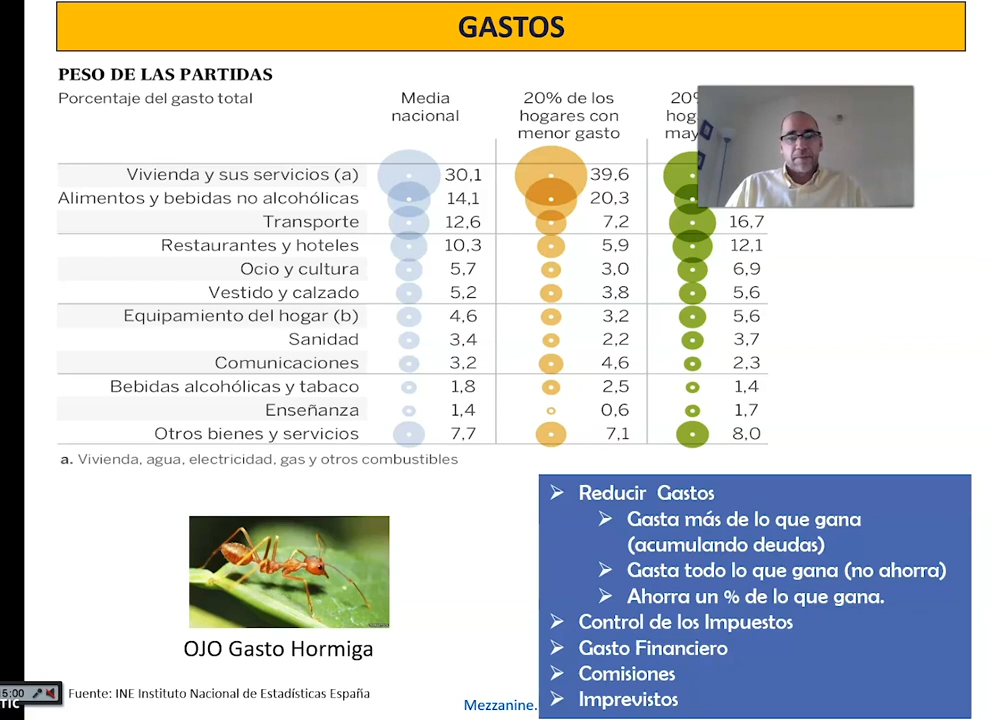 GASTOS
PESO DE LAS PARTIDAS
Porcentaje del gasto total
Media
nacional
20% de los
hogares con
menor gasto
Vivienda y sus servicios (a) 30,1 39,6
Alimentos y bebidas no alcohólicas 14,1 20,3
Transporte 12,6 7,2 16,7
Restaurantes y hoteles 10,3 5,9 12,1
Ocio y cultura 5,7 3,0 6,9
Vestido y calzado 5,2 3,8 5,6
Equipamiento del hogar (b) 4,6 3,2 5,6
Sanidad 3,4 2,2 3,7
Comunicaciones 3,2 4,6 2,3
Bebidas alcohólicas y tabaco 1,8 2,5 1,4
Enseñanza 1,4 0,6 1,7
Otros bienes y servicios 7,7 7,1 8,0
a. Vivienda, agua, electricidad, gas y otros combustibles
OJO Gasto Hormiga
Reducir Gastos
Gasta más de lo que gana
(acumulando deudas)
Gasta todo lo que gana (no ahorra)
Ahorra un % de lo que gana.
Control de los Impuestos
Gasto Financiero
Comisiones
Imprevistos
Fuente: INE Instituto Nacional de Estadísticas España
Mezzanine.